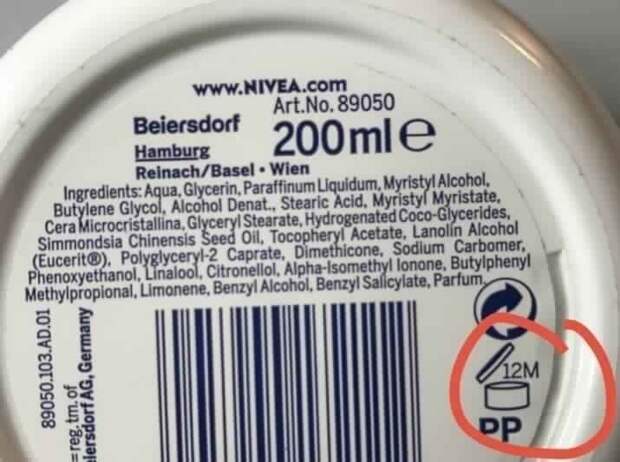 www.NIVEA.com
Art.No. 89050
Beiersdorf
200ml e
Hamburg
Reinach/Basel • Wien
Ingredients: Aqua, Glycerin, Paraffinum Liquidum, Myristyl Alcohol,
Butylene Glycol, Alcohol Denat., Stearic Acid, Myristyl Myristate,
Cera Microcristallina, Glyceryl Stearate, Hydrogenated Coco-Glycerides,
Simmondsia Chinensis Seed Oil, Tocopheryl Acetate, Lanolin Alcohol
(Eucerit®), Polyglyceryl-2 Caprate, Dimethicone, Sodium Carbomer,
Phenoxyethanol, Linalool, Citronellol, Alpha-Isomethyl Ionone, Butylphenyl
Methylpropional, Limonene, Benzyl Alcohol, Benzyl Salicylate, Parfum
89050.103.AD.01
= reg. tm. of
eiersdorf AG, Germany
12M
PP